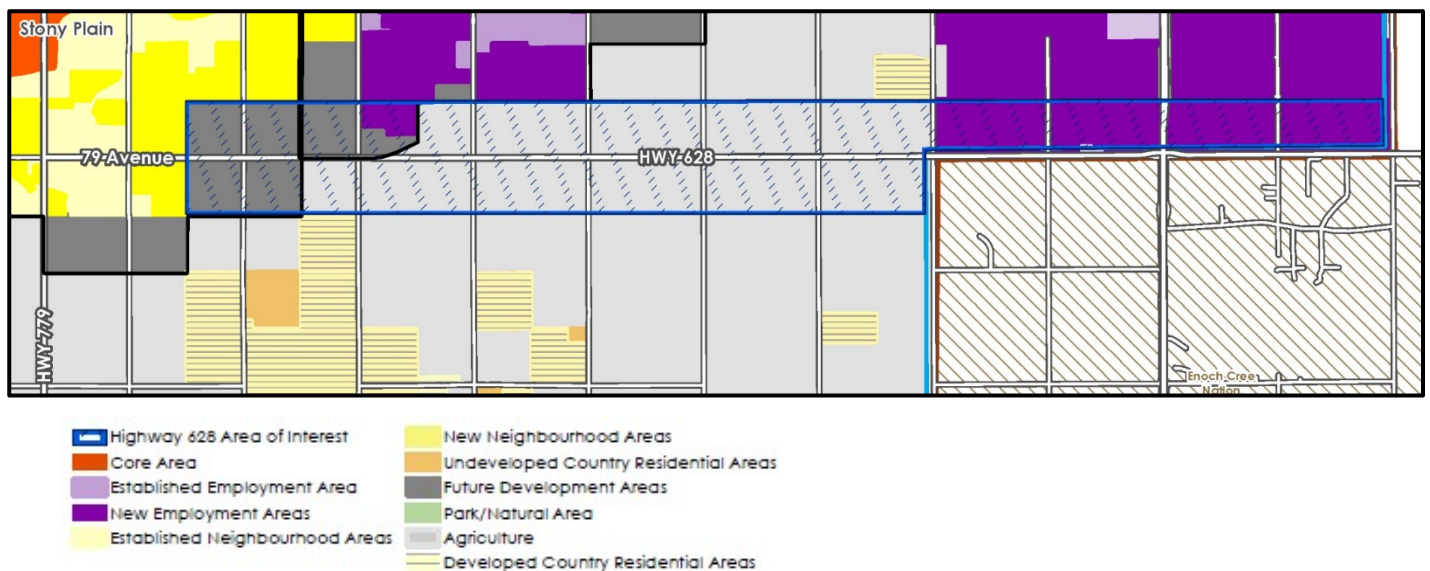 Stony Plain
79 Avenue
HWY 628
HWY 779
Enoch Cree
Nation
Highway 628 Area of Interest
Core Area
Established Employment Area
New Employment Areas
Established Neighbourhood Areas
New Neighbourhood Areas
Undeveloped Country Residential Areas
Future Development Areas
Park/Natural Area
Agriculture
Developed Country Residential Areas